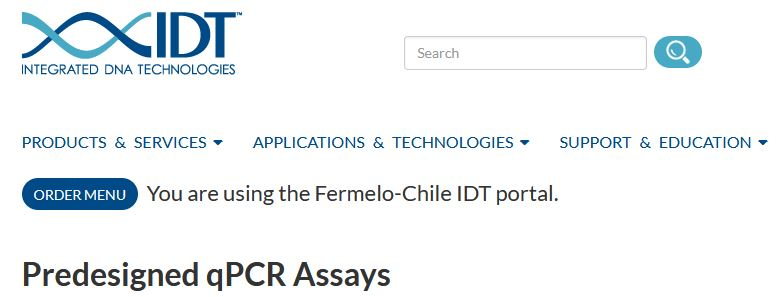 IDT™
INTEGRATED DNA TECHNOLOGIES
Search
PRODUCTS & SERVICES APPLICATIONS & TECHNOLOGIES SUPPORT & EDUCATION
ORDER MENU You are using the Fermelo-Chile IDT portal.
Predesigned qPCR Assays